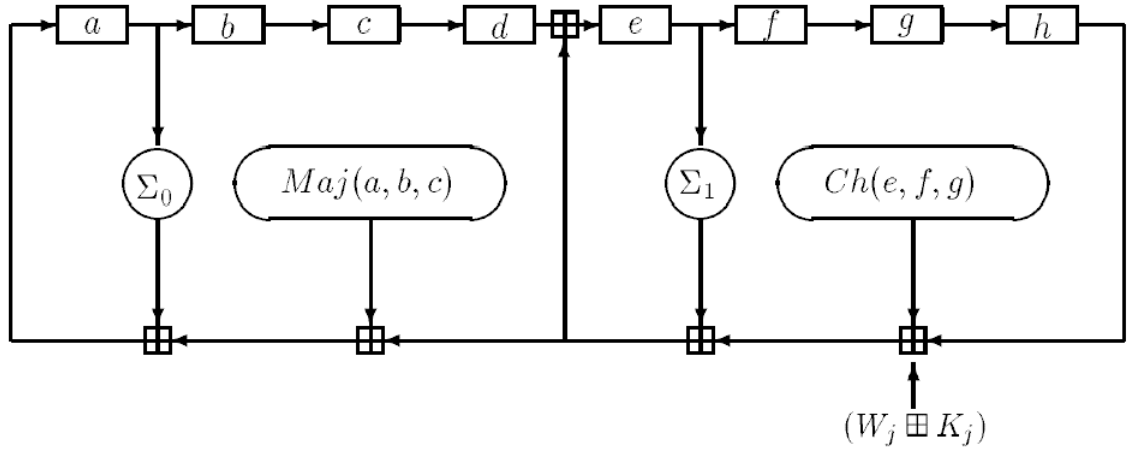 a b c d e f g h
Σ₀ Maj(a, b, c) Σ₁ Ch(e, f, g)
(Wⱼ ⊞ Kⱼ)